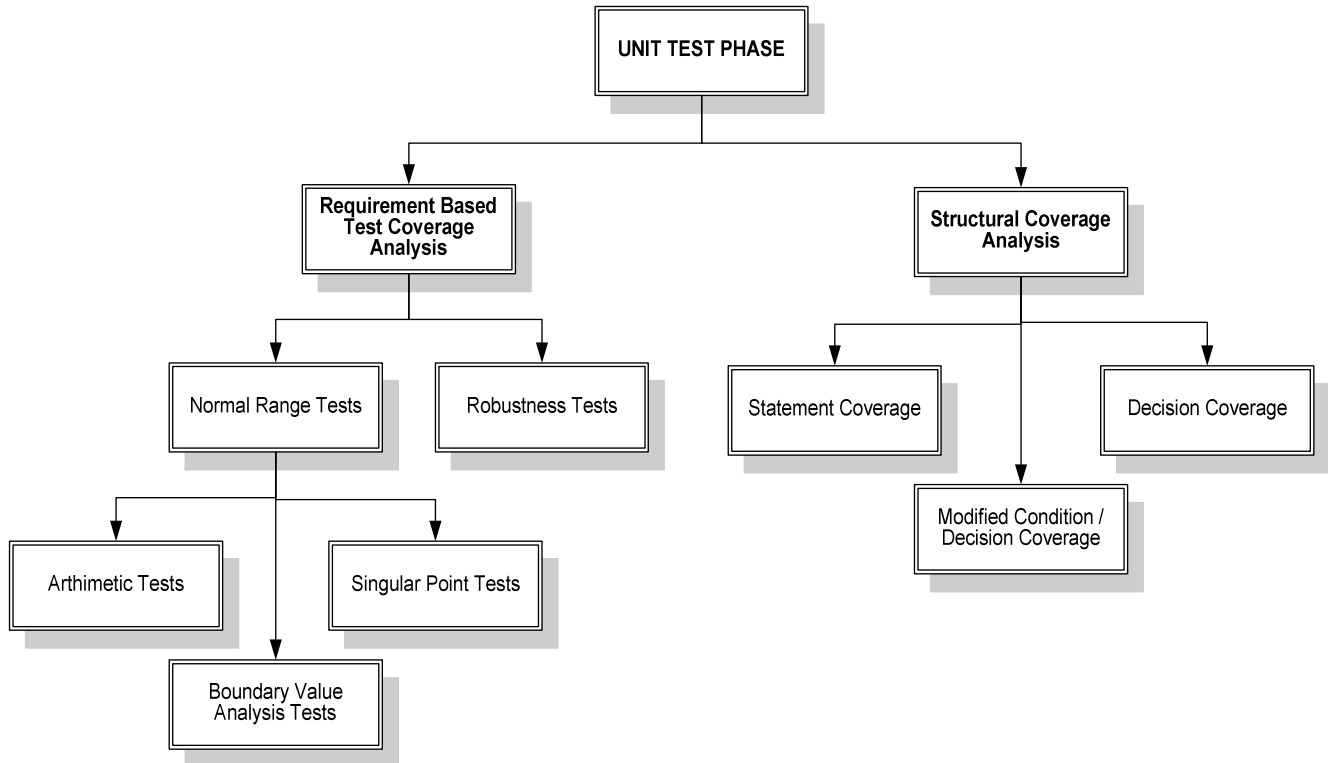 UNIT TEST PHASE
Requirement Based
Test Coverage
Analysis
Structural Coverage
Analysis
Normal Range Tests
Robustness Tests
Statement Coverage
Decision Coverage
Modified Condition /
Decision Coverage
Arthimetic Tests
Singular Point Tests
Boundary Value
Analysis Tests